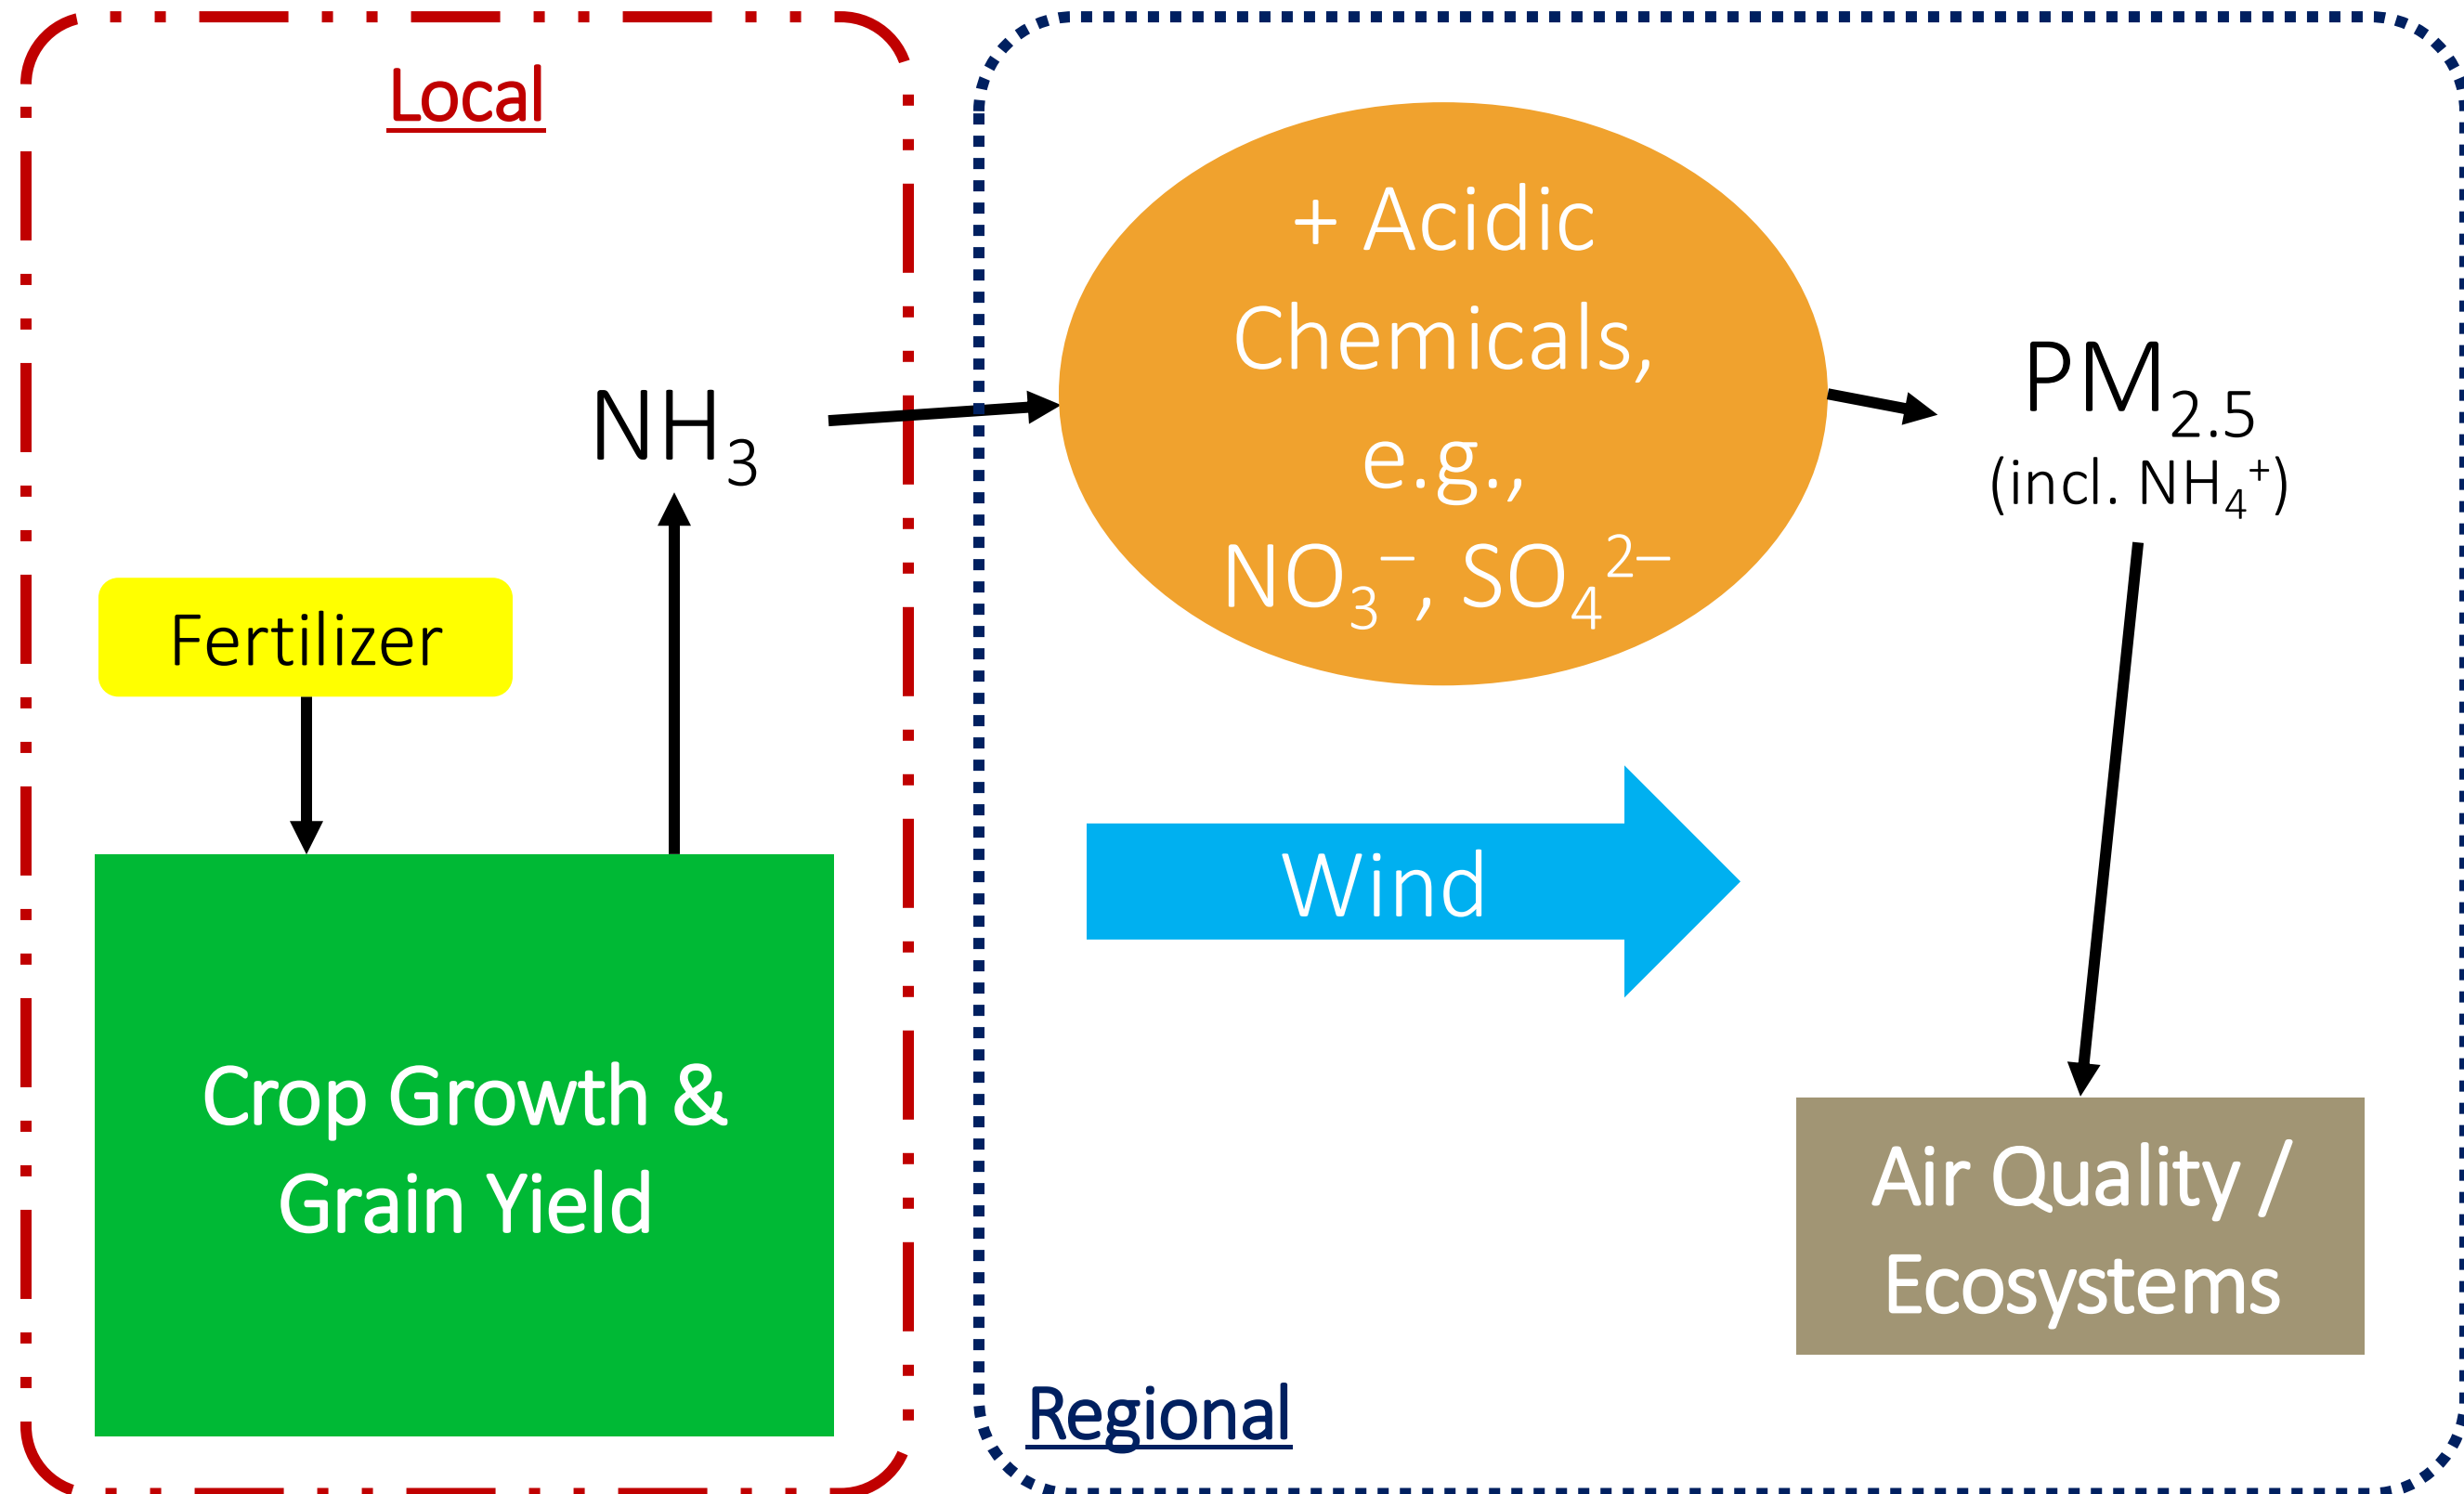 Local
NH₃
Fertilizer
Crop Growth &
Grain Yield
+ Acidic
Chemicals,
e.g.,
NO₃⁻, SO₄²⁻
PM₂.₅
(incl. NH₄⁺)
Wind
Air Quality /
Ecosystems
Regional